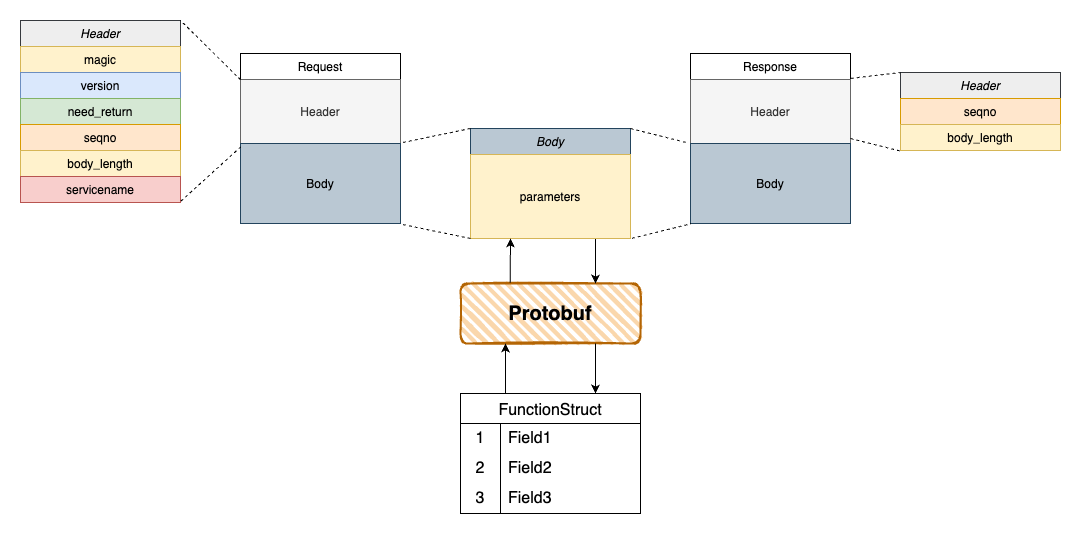 Header
magic
version
need_return
seqno
body_length
servicename
Request
Header
Body
Body
parameters
Response
Header
Body
Header
seqno
body_length
Protobuf
FunctionStruct
1 Field1
2 Field2
3 Field3